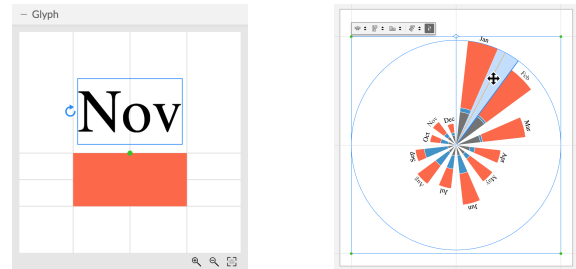 Glyph
Nov
Jan
Feb
Mar
Apr
May
Jun
Jul
Aug
Sep
Oct
Nov
Dec